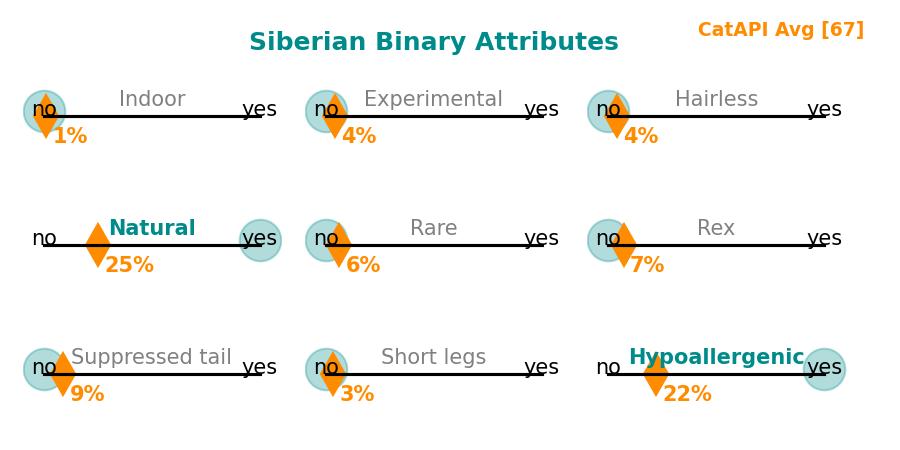 Siberian Binary Attributes
CatAPI Avg [67]
Indoor
no yes
1%
Experimental
no yes
4%
Hairless
no yes
4%
Natural
no yes
25%
Rare
no yes
6%
Rex
no yes
7%
Suppressed tail
no yes
9%
Short legs
no yes
3%
Hypoallergenic
no yes
22%